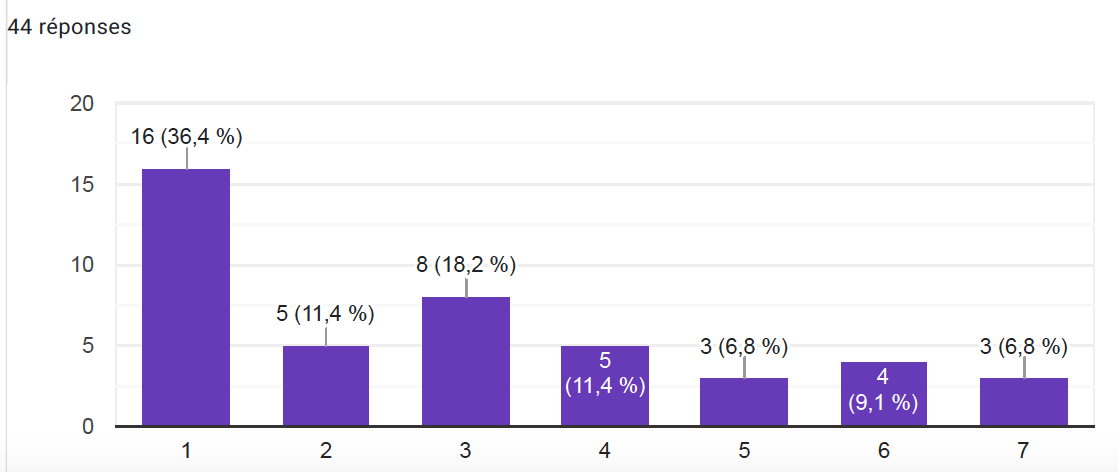 44 réponses
20
16 (36,4 %)
15
8 (18,2 %)
10
5 (11,4 %)
5
5
(11,4 %)
3 (6,8 %)
4
(9,1 %)
3 (6,8 %)
0
1 2 3 4 5 6 7